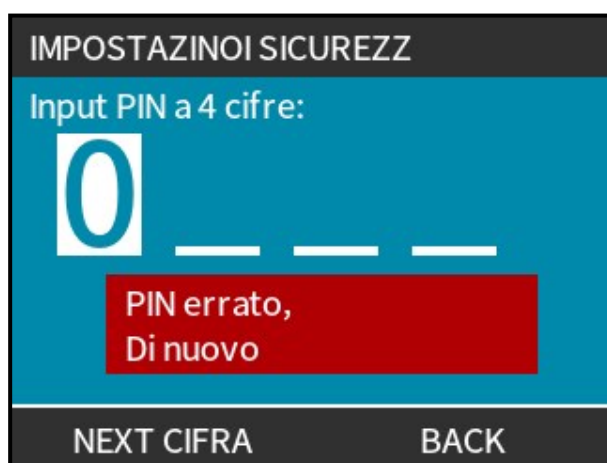 IMPOSTAZINOI SICUREZZ
Input PIN a 4 cifre:
0 _ _ _
PIN errato,
Di nuovo
NEXT CIFRA BACK